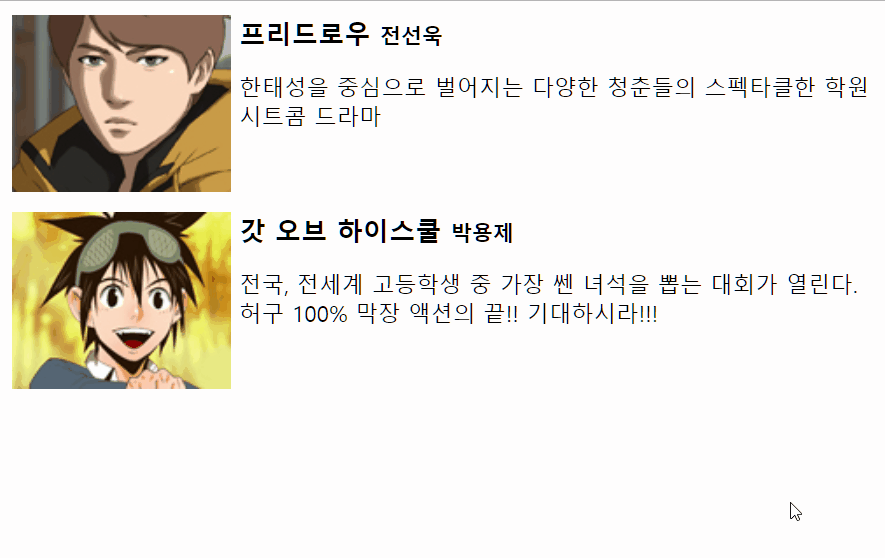 프리드로우 전선욱
한태성을 중심으로 벌어지는 다양한 청춘들의 스펙타클한 학원
시트콤 드라마
갓 오브 하이스쿨 박용제
전국, 전세계 고등학생 중 가장 쎈 녀석을 뽑는 대회가 열린다.
허구 100% 막장 액션의 끝!! 기대하시라!!!